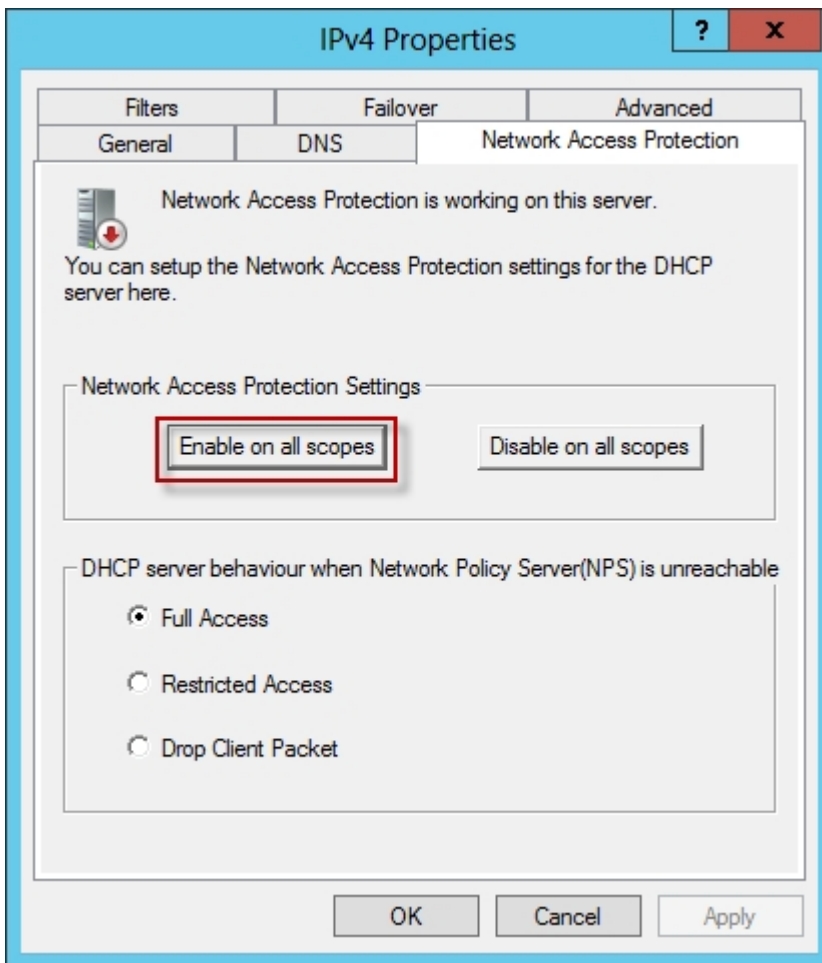 IPv4 Properties
?
x
Filters
Failover
Advanced
General
DNS
Network Access Protection
Network Access Protection is working on this server.
You can setup the Network Access Protection settings for the DHCP
server here.
Network Access Protection Settings
Enable on all scopes
Disable on all scopes
DHCP server behaviour when Network Policy Server(NPS) is unreachable
Full Access
Restricted Access
Drop Client Packet
OK
Cancel
Apply